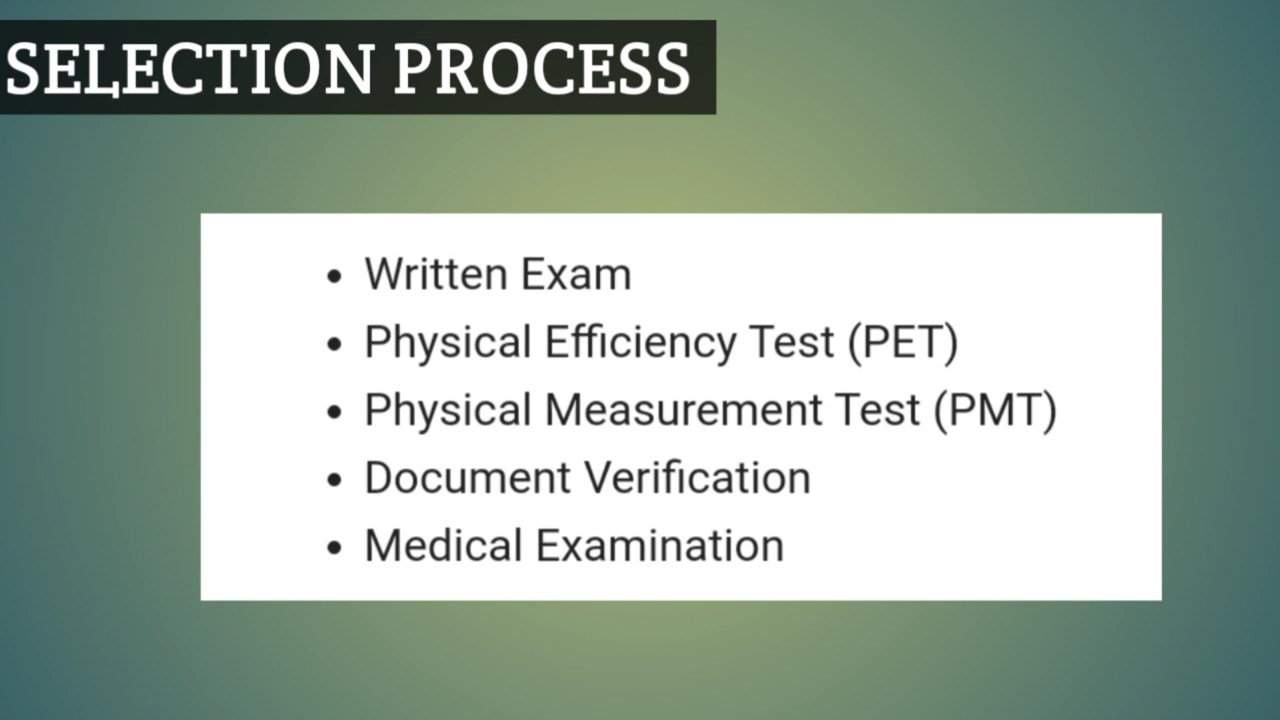 SELECTION PROCESS
• Written Exam
• Physical Efficiency Test (PET)
• Physical Measurement Test (PMT)
• Document Verification
• Medical Examination